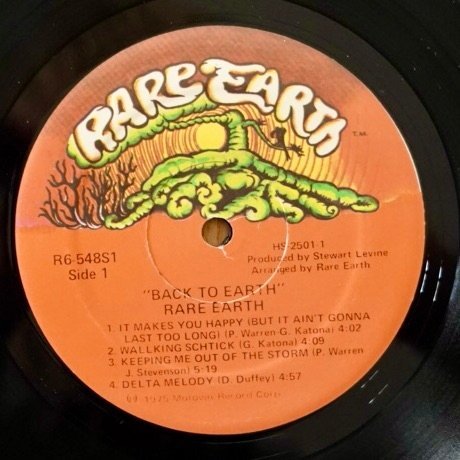 RARE EARTH
T.M.
R6-548S1
Side 1
HS-2501-1
Produced by Stewart Levine
Arranged by Rare Earth
"BACK TO EARTH"
RARE EARTH
1. IT MAKES YOU HAPPY (BUT IT AIN'T GONNA
LAST TOO LONG) (P. Warren-G. Katona) 4:02
2. WALLKING SCHTICK (G. Katona) 4:09
3. KEEPING ME OUT OF THE STORM (P. Warren
J. Stevenson) 5:19
4. DELTA MELODY (D. Duffey) 4:57
1975 Motown Record Corp.